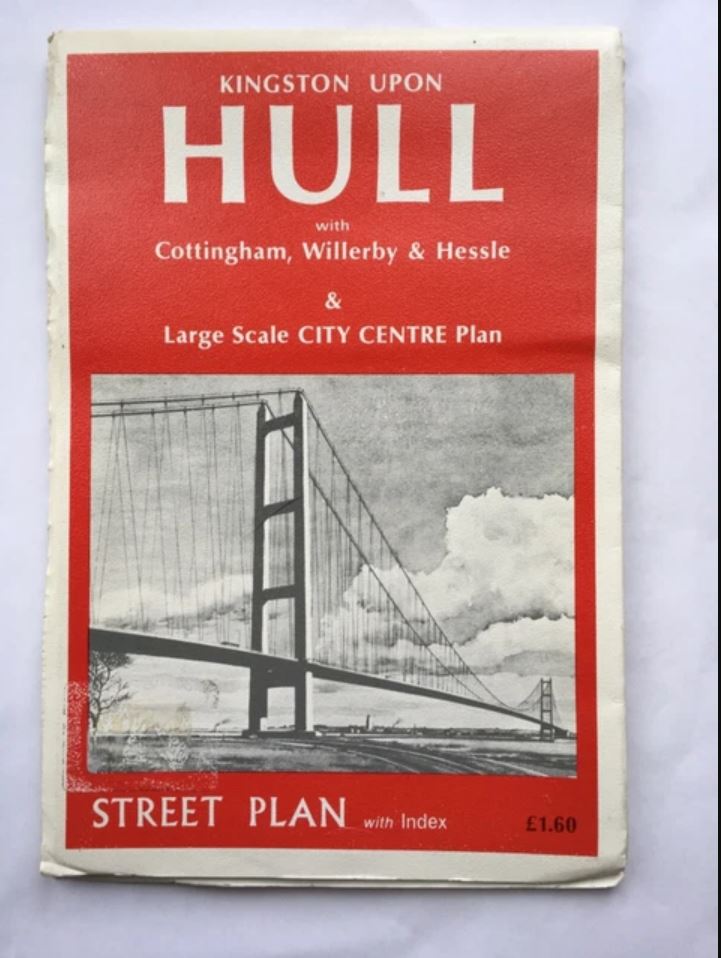 KINGSTON UPON
HULL
with
Cottingham, Willerby & Hessle
&
Large Scale CITY CENTRE Plan
STREET PLAN with Index
£1.60